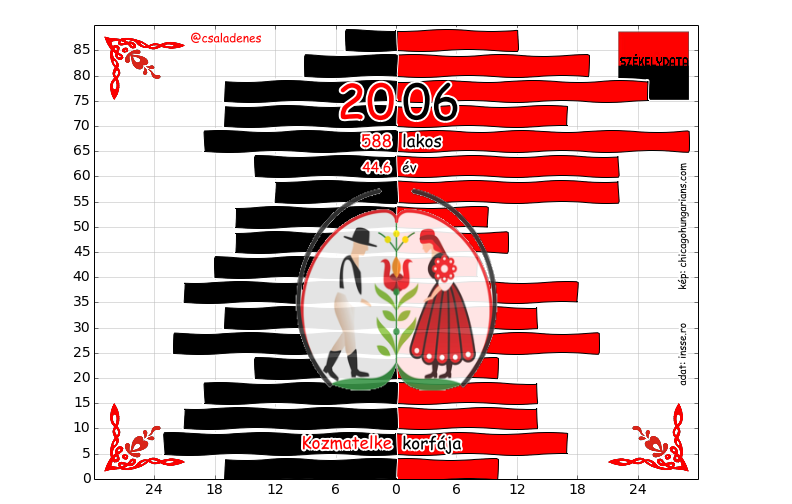 @csaladenes
SZÉKELYDATA
2006
588 lakos
44.6 év
kép: chicagohungarians.com
adat: insse.ro
Kozmatelke korfája
85
80
75
70
65
60
55
50
45
40
35
30
25
20
15
10
5
0
24 18 12 6 0 6 12 18 24